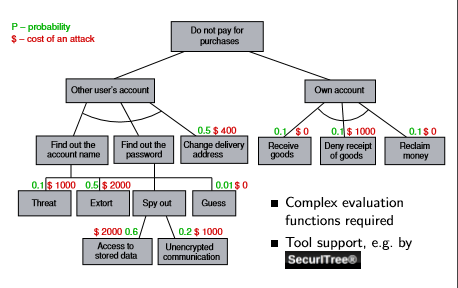 P – probability
$ – cost of an attack
Do not pay for
purchases
Other user's account
Own account
0.5 $ 400
0.1 $ 0
0.1 $ 1000
0.1 $ 0
Find out the
account name
Find out the
password
Change delivery
address
Receive
goods
Deny receipt
of goods
Reclaim
money
0.1 $ 1000
0.5 $ 2000
0.01 $ 0
Threat
Extort
Spy out
Guess
$ 2000 0.6
0.2 $ 1000
Access to
stored data
Unencrypted
communication
Complex evaluation
functions required
Tool support, e.g. by
SecurITree®